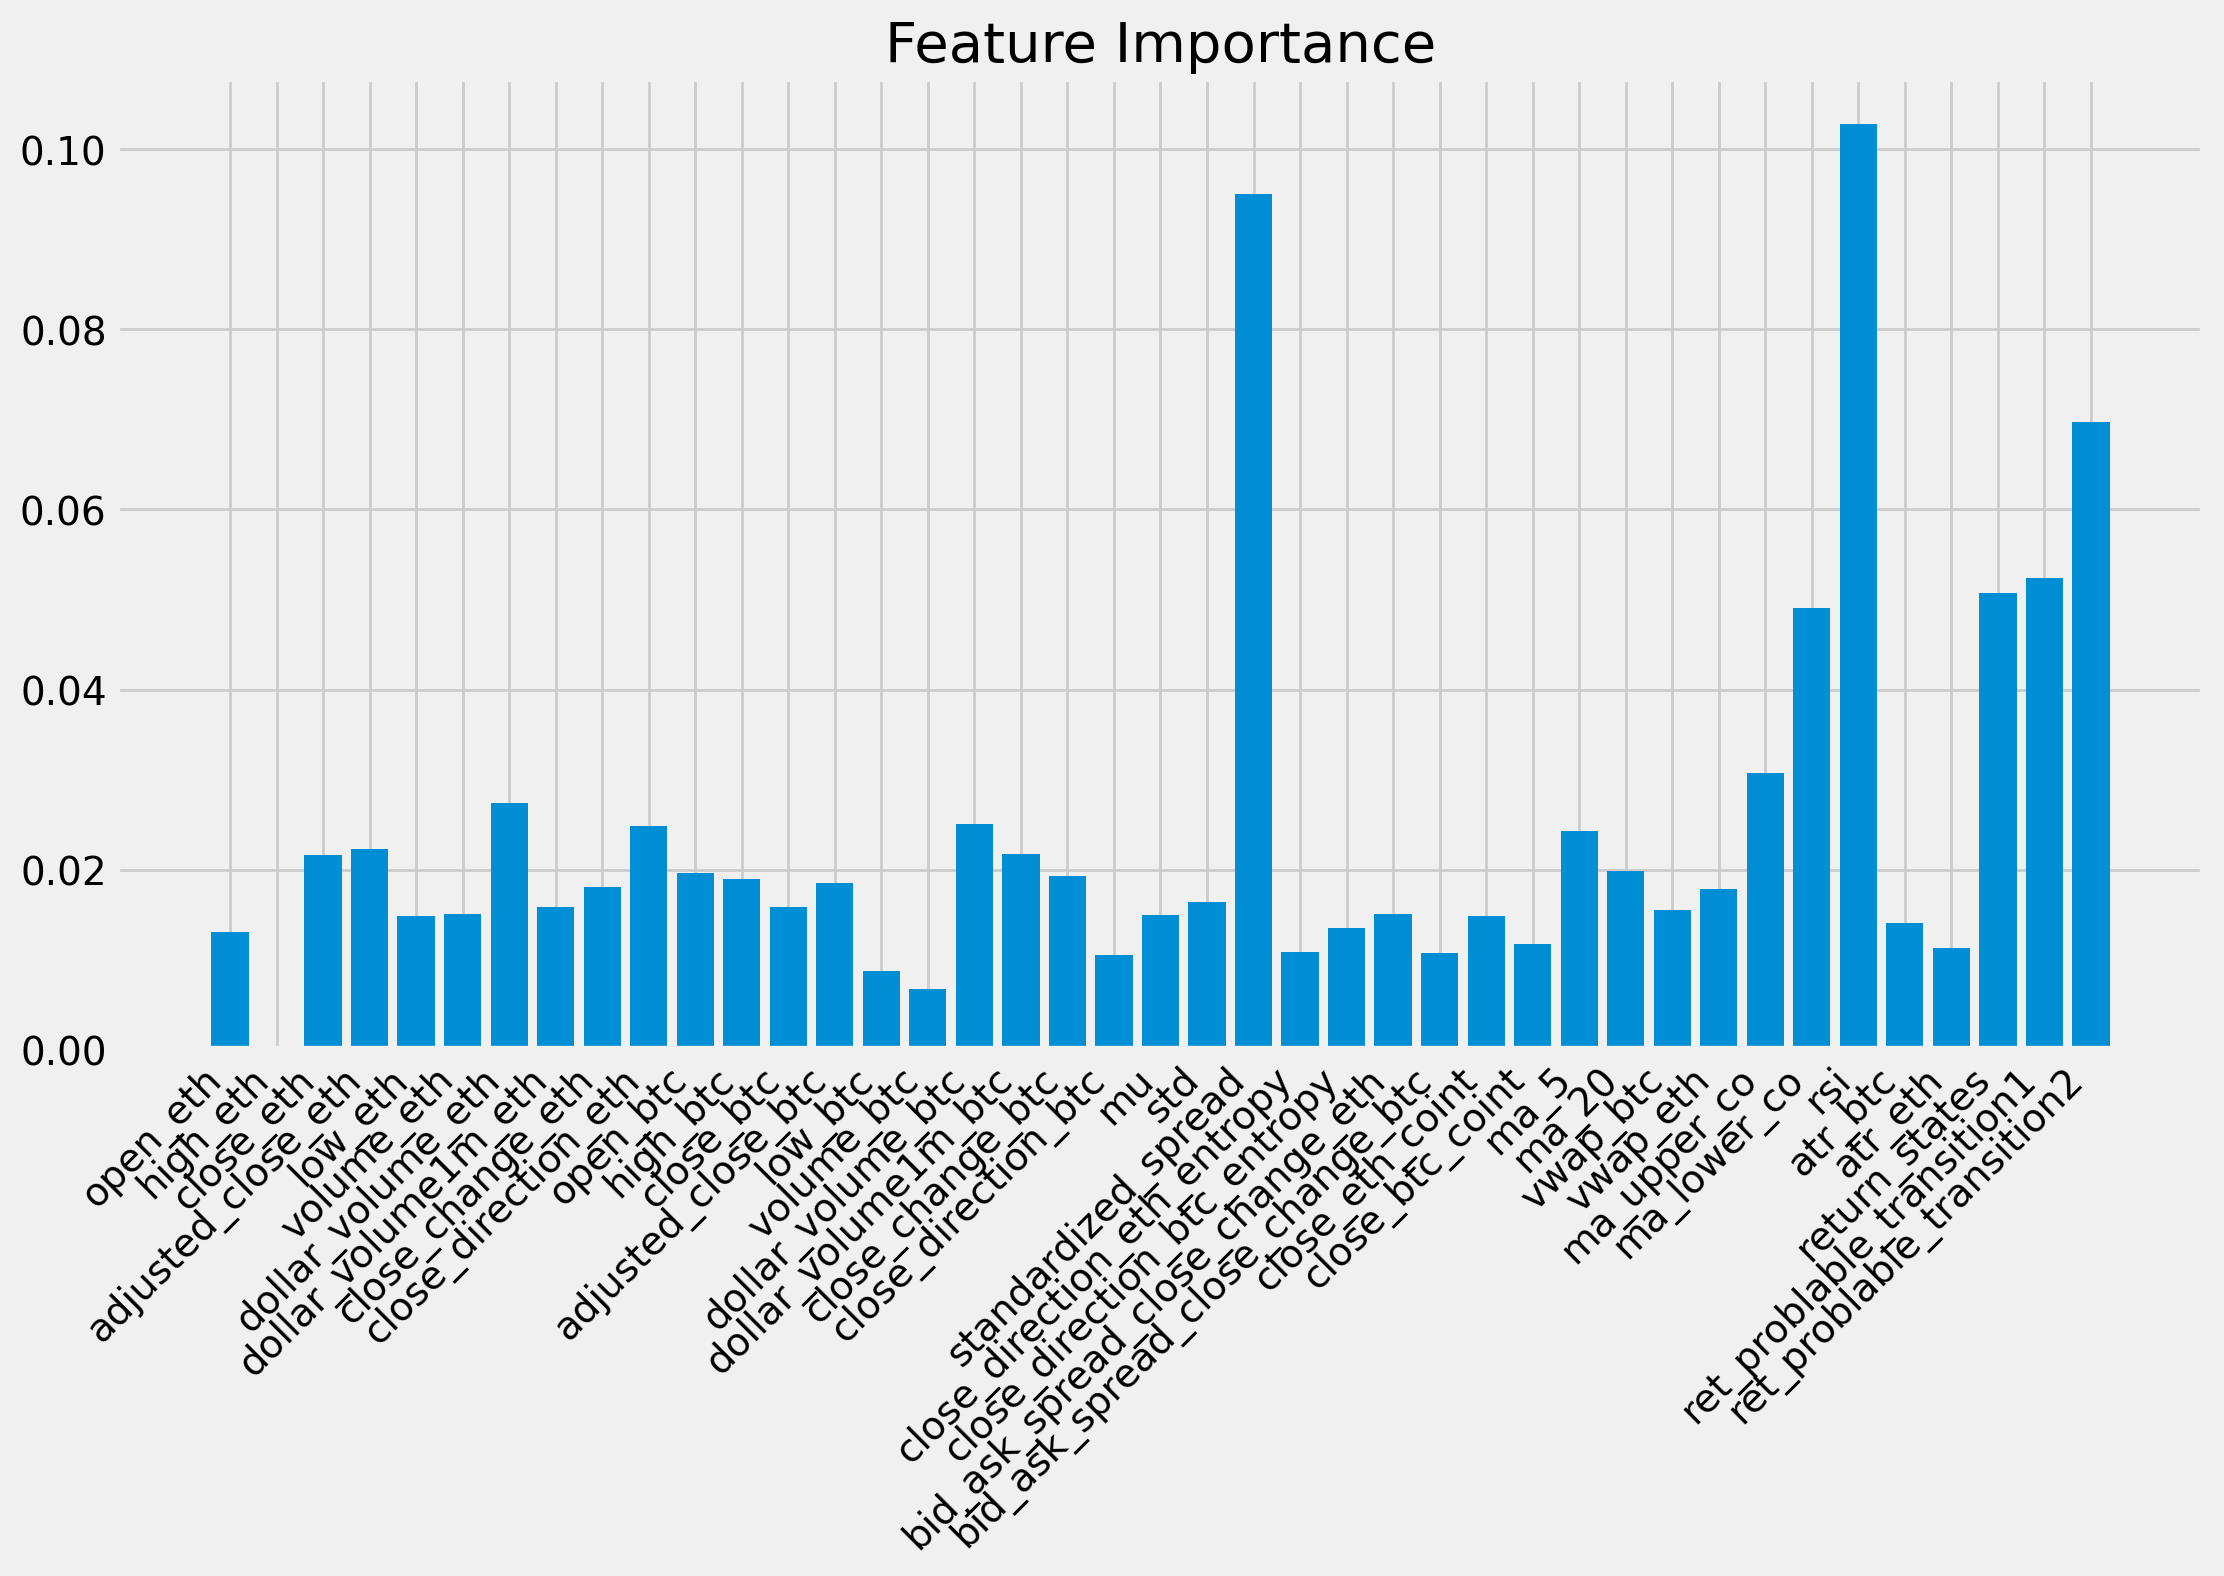 Feature Importance
0.10
0.08
0.06
0.04
0.02
0.00
open_eth
high_eth
close_eth
adjusted_close_eth
low_eth
volume_eth
dollar_volume_eth
dollar_volume1m_eth
close_change_eth
close_direction_eth
open_btc
high_btc
close_btc
adjusted_close_btc
low_btc
volume_btc
dollar_volume_btc
dollar_volume1m_btc
close_change_btc
close_direction_btc
mu
std
standardized_spread
close_direction_eth_entropy
close_direction_btc_entropy
bid_ask_spread_close_change_eth
bid_ask_spread_close_change_btc
close_eth_coint
close_btc_coint
ma_5
ma_20
vwap_btc
vwap_eth
ma_upper_co
ma_lower_co
rsi
atr_btc
atr_eth
return_states
ret_problable_transition1
ret_problable_transition2